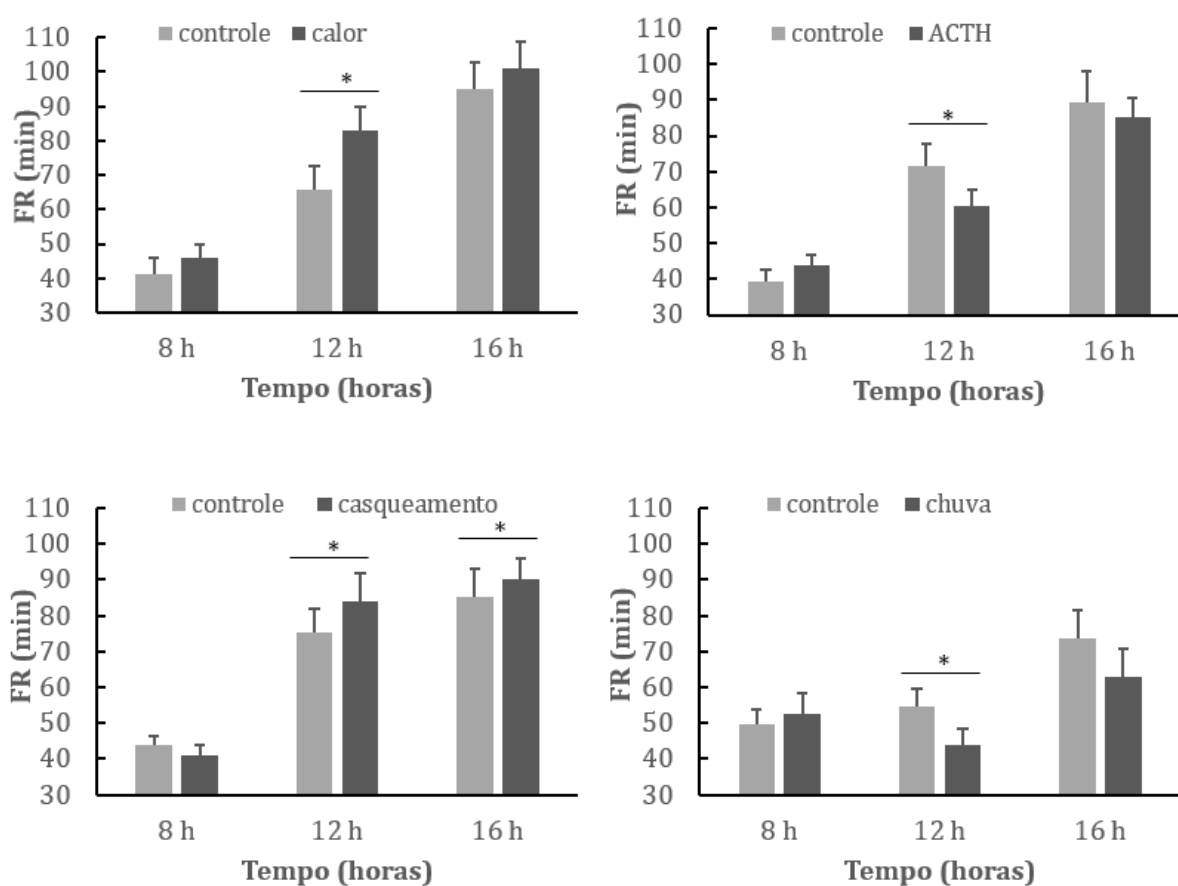 controle calor
110
100
90
80
70
60
50
40
30
FR (min)
*
8 h 12 h 16 h
Tempo (horas)
controle ACTH
110
100
90
80
70
60
50
40
30
FR (min)
*
8 h 12 h 16 h
Tempo (horas)
controle casqueamento
110
100
90
80
70
60
50
40
30
FR (min)
* *
8 h 12 h 16 h
Tempo (horas)
controle chuva
110
100
90
80
70
60
50
40
30
FR (min)
*
8 h 12 h 16 h
Tempo (horas)